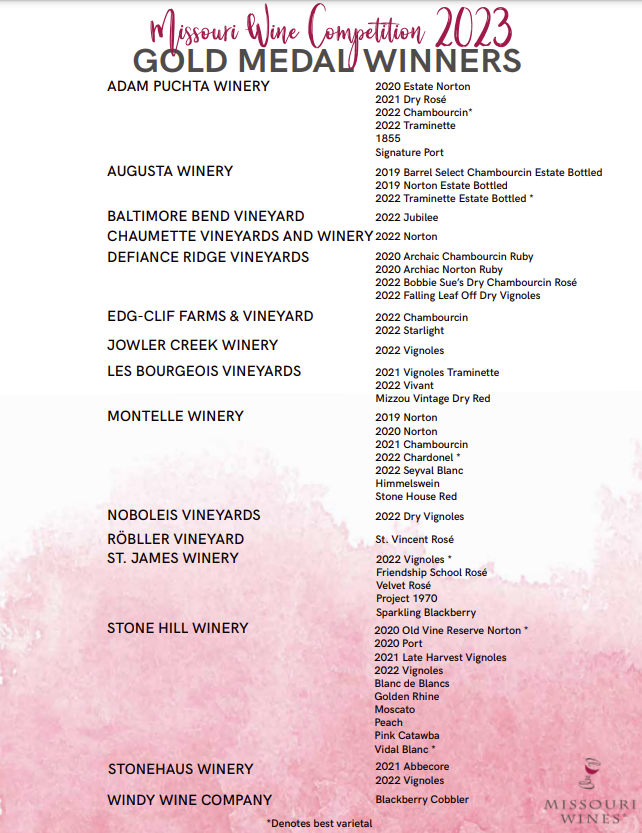 Missouri Wine Competition 2023
GOLD MEDAL WINNERS
ADAM PUCHTA WINERY
2020 Estate Norton
2021 Dry Rosé
2022 Chambourcin*
2022 Traminette
1855
Signature Port
AUGUSTA WINERY
2019 Barrel Select Chambourcin Estate Bottled
2019 Norton Estate Bottled
2022 Traminette Estate Bottled *
BALTIMORE BEND VINEYARD
2022 Jubilee
CHAUMETTE VINEYARDS AND WINERY
2022 Norton
DEFIANCE RIDGE VINEYARDS
2020 Archaic Chambourcin Ruby
2020 Archiac Norton Ruby
2022 Bobbie Sue's Dry Chambourcin Rosé
2022 Falling Leaf Off Dry Vignoles
EDG-CLIF FARMS & VINEYARD
2022 Chambourcin
2022 Starlight
JOWLER CREEK WINERY
2022 Vignoles
LES BOURGEOIS VINEYARDS
2021 Vignoles Traminette
2022 Vivant
Mizzou Vintage Dry Red
MONTELLE WINERY
2019 Norton
2020 Norton
2021 Chambourcin
2022 Chardonel *
2022 Seyval Blanc
Himmelswein
Stone House Red
NOBOLEIS VINEYARDS
2022 Dry Vignoles
RÖBLLER VINEYARD
St. Vincent Rosé
ST. JAMES WINERY
2022 Vignoles *
Friendship School Rosé
Velvet Rosé
Project 1970
Sparkling Blackberry
STONE HILL WINERY
2020 Old Vine Reserve Norton *
2020 Port
2021 Late Harvest Vignoles
2022 Vignoles
Blanc de Blancs
Golden Rhine
Moscato
Peach
Pink Catawba
Vidal Blanc *
STONEHAUS WINERY
2021 Abbecore
2022 Vignoles
WINDY WINE COMPANY
Blackberry Cobbler
*Denotes best varietal
MISSOURI
WINES